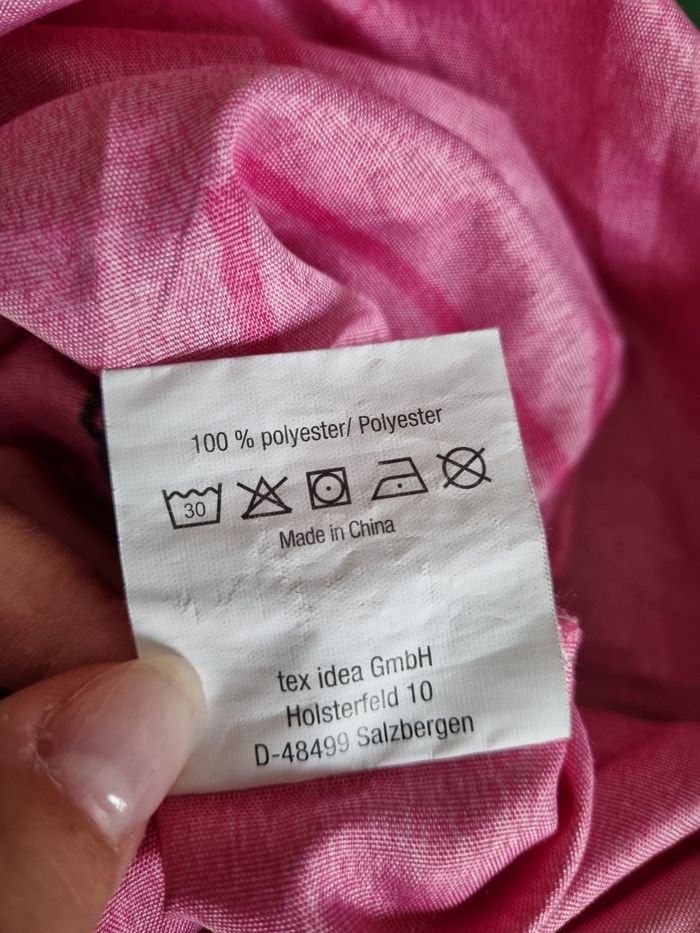 100 % polyester/ Polyester
30
Made in China
tex idea GmbH
Holsterfeld 10
D-48499 Salzbergen